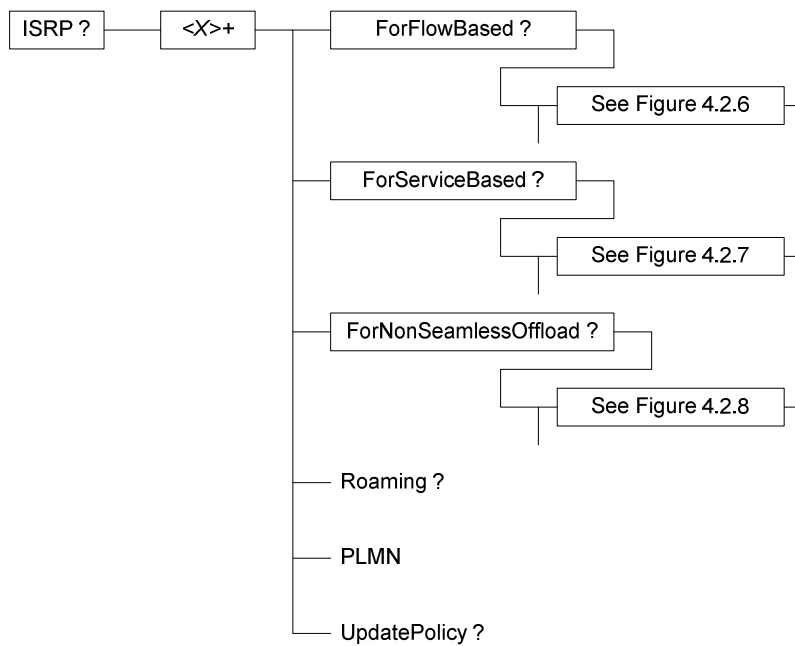 ISRP ?
<X>+
ForFlowBased ?
See Figure 4.2.6
ForServiceBased ?
See Figure 4.2.7
ForNonSeamlessOffload ?
See Figure 4.2.8
Roaming ?
PLMN
UpdatePolicy ?